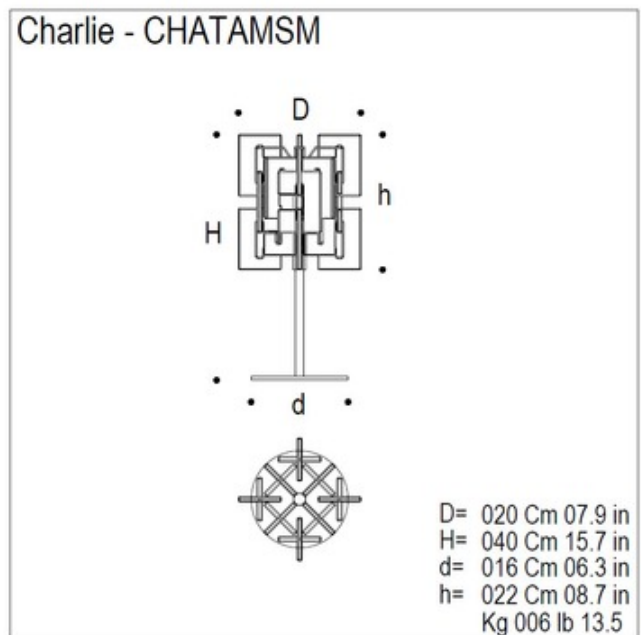 Charlie - CHATAMSM
D
H
h
d
D= 020 Cm 07.9 in
H= 040 Cm 15.7 in
d= 016 Cm 06.3 in
h= 022 Cm 08.7 in
Kg 006 lb 13.5